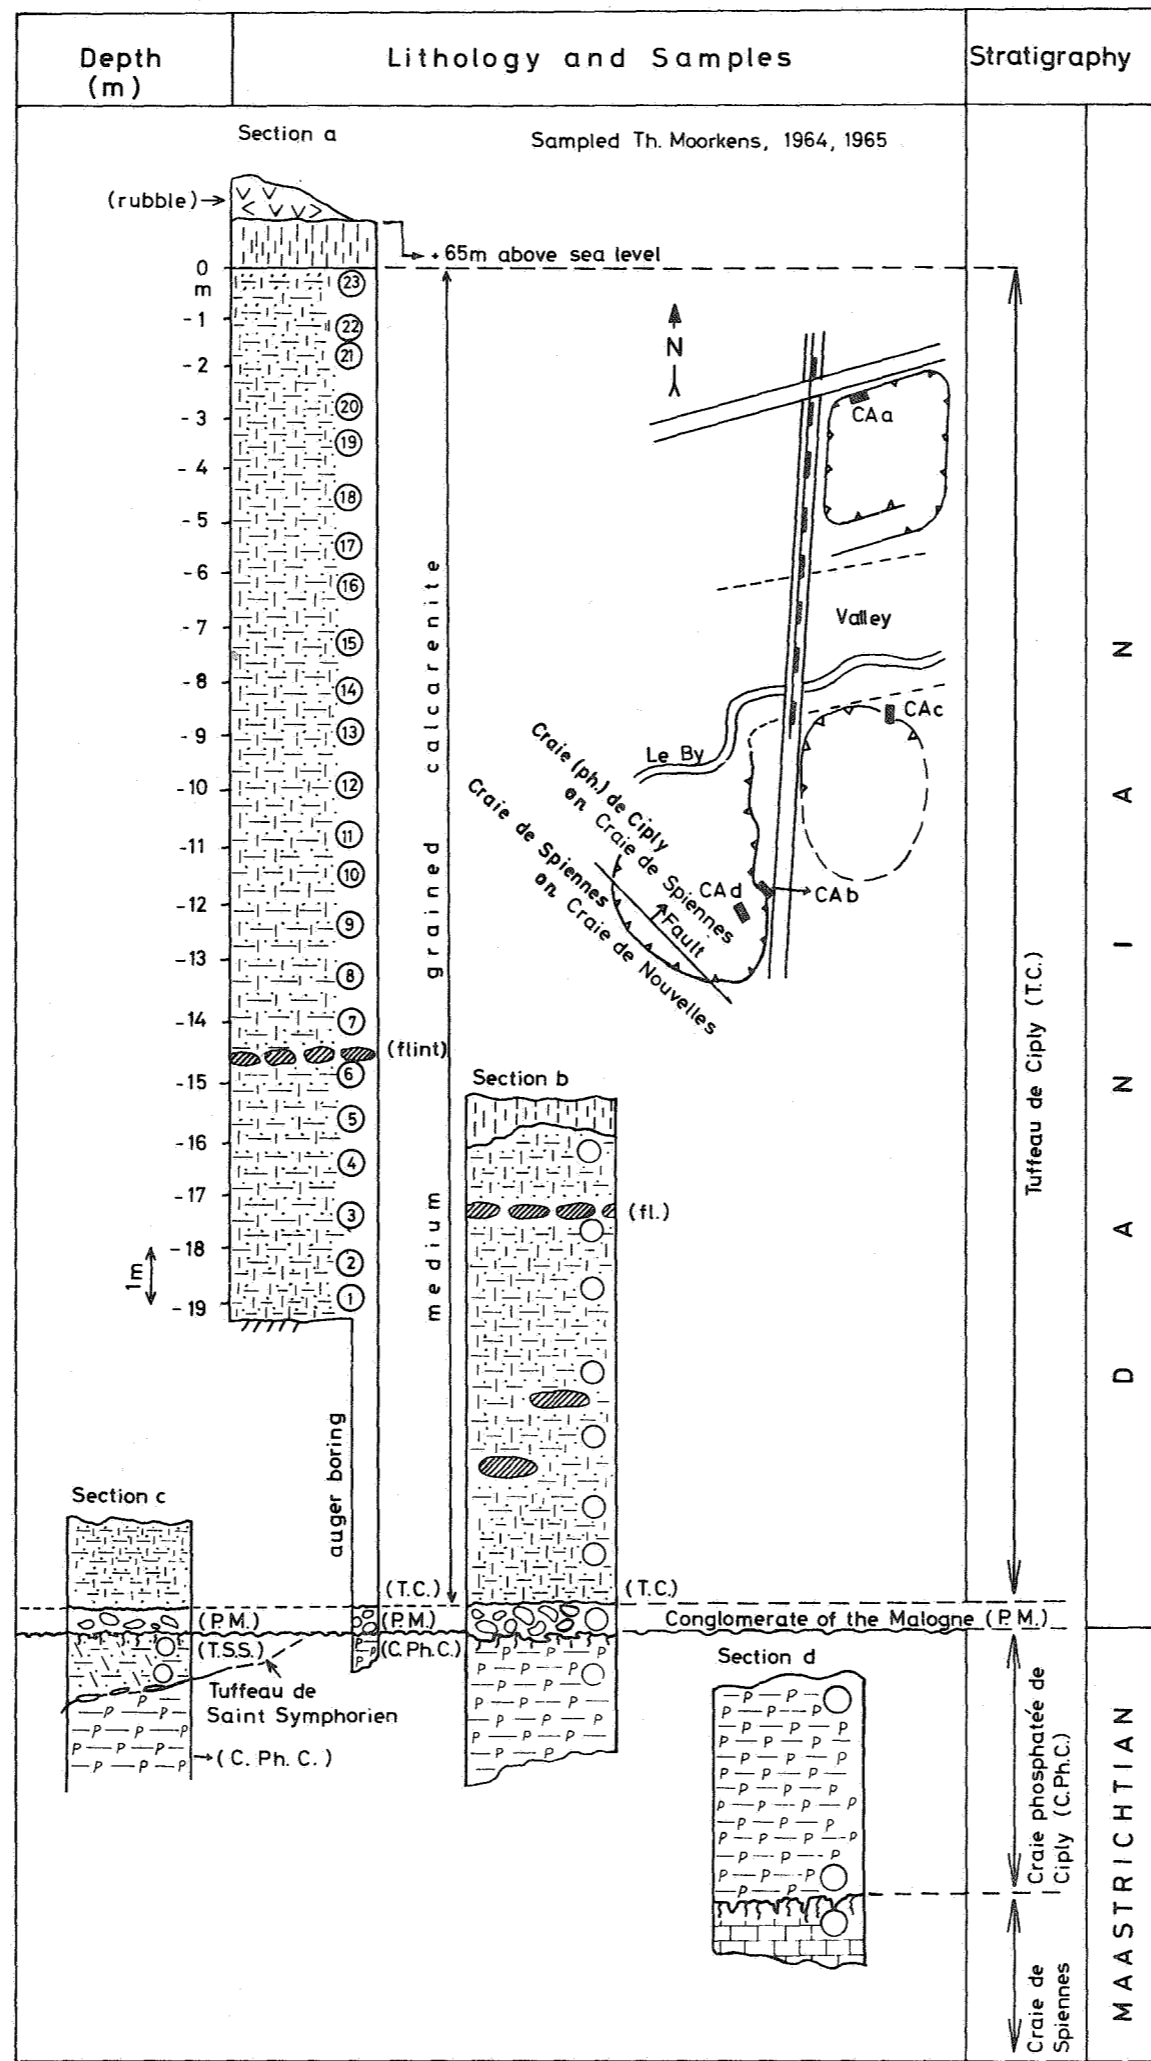 Depth
(m)
Lithology and Samples
Stratigraphy
Section a
Sampled Th. Moorkens, 1964, 1965
(rubble)
+ 65m above sea level
0
m
-1
-2
-3
-4
-5
-6
-7
-8
-9
-10
-11
-12
-13
-14
-15
-16
-17
-18
-19
1m
23
22
21
20
19
18
17
16
15
14
13
12
11
10
9
8
7
6
5
4
3
2
1
(flint)
medium grained calcarenite
auger boring
N
CAa
Valley
CAc
Le By
Craie (ph.) de Ciply
on Craie de Spiennes
Craie de Spiennes
on Craie de Nouvelles
Fault
CAd
CAb
Section b
(fl.)
Section c
(T.C.)
(T.C.)
(P.M.)
(P.M.)
Conglomerate of the Malogne (P.M.)
(T.S.S.)
(C.Ph.C.)
Tuffeau de
Saint Symphorien
(C. Ph. C.)
Section d
P
Tuffeau de Ciply (T.C.)
Craie phosphatée de
Ciply (C.Ph.C.)
Craie de
Spiennes
DANAINAN
MAASTRICHTIAN